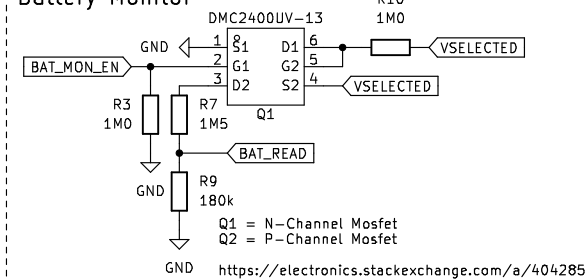 Battery Monitor
DMC2400UV-13
R10
1M0
GND
1
S1
D1
6
VSELECTED
BAT_MON_EN
2
G1
G2
5
3
D2
S2
4
VSELECTED
R3
1M0
R7
1M5
Q1
BAT_READ
GND
R9
180k
Q1 = N-Channel Mosfet
Q2 = P-Channel Mosfet
GND
https://electronics.stackexchange.com/a/404285